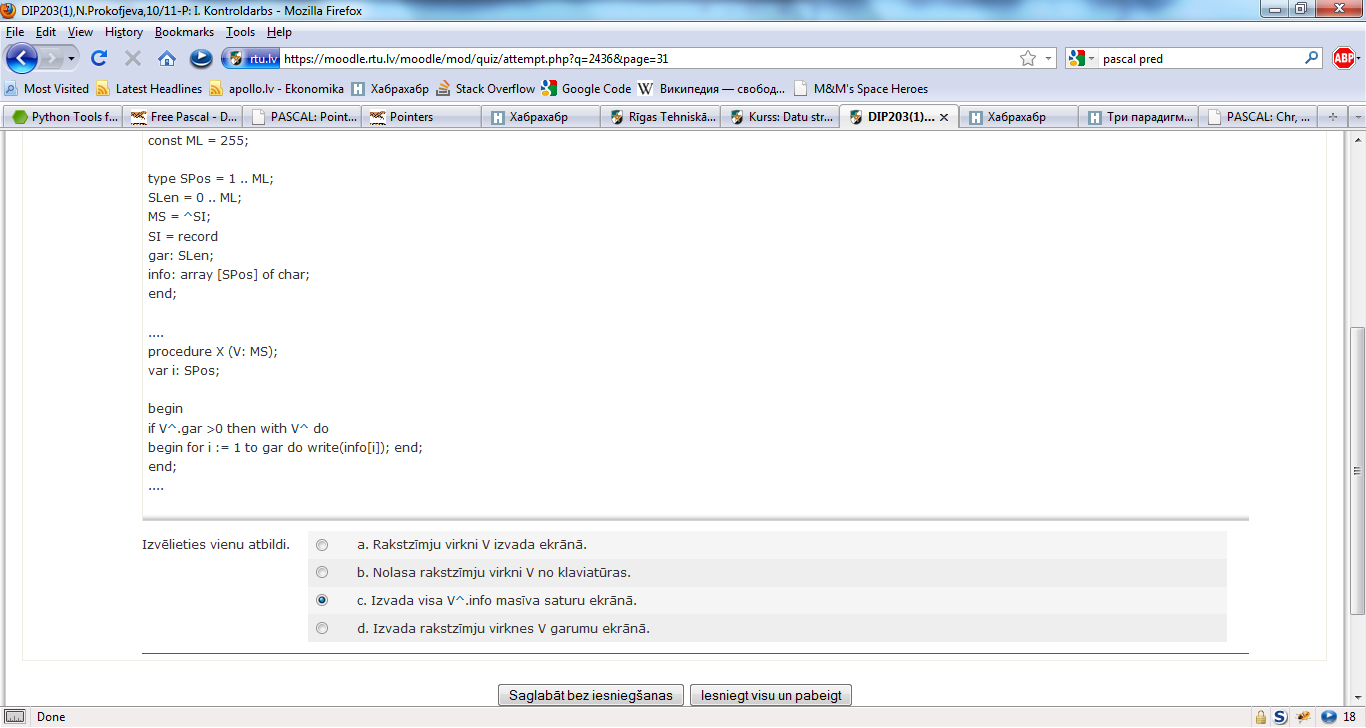 DIP203(1),N.Prokofjeva,10/11-P: I. Kontroldarbs - Mozilla Firefox
File Edit View History Bookmarks Tools Help
rtu.lv https://moodle.rtu.lv/moodle/mod/quiz/attempt.php?q=2436&page=31 pascal pred ABP
Most Visited Latest Headlines apollo.lv - Ekonomika Хабрахабр Stack Overflow Google Code Википедия — свобод... M&M's Space Heroes
Python Tools f... Free Pascal - D... PASCAL: Point... Pointers Хабрахабр Rīgas Tehniskā... Kurss: Datu str... DIP203(1)... Хабрахабр Три парадигм... PASCAL: Chr, ...
const ML = 255;
type SPos = 1 .. ML;
SLen = 0 .. ML;
MS = ^SI;
SI = record
gar: SLen;
info: array [SPos] of char;
end;
....
procedure X (V: MS);
var i: SPos;
begin
if V^.gar >0 then with V^ do
begin for i := 1 to gar do write(info[i]); end;
end;
....
Izvēlieties vienu atbildi.
a. Rakstzīmju virkni V izvada ekrānā.
b. Nolasa rakstzīmju virkni V no klaviatūras.
c. Izvada visa V^.info masīva saturu ekrānā.
d. Izvada rakstzīmju virknes V garumu ekrānā.
Saglabāt bez iesniegšanas Iesniegt visu un pabeigt
Done 18